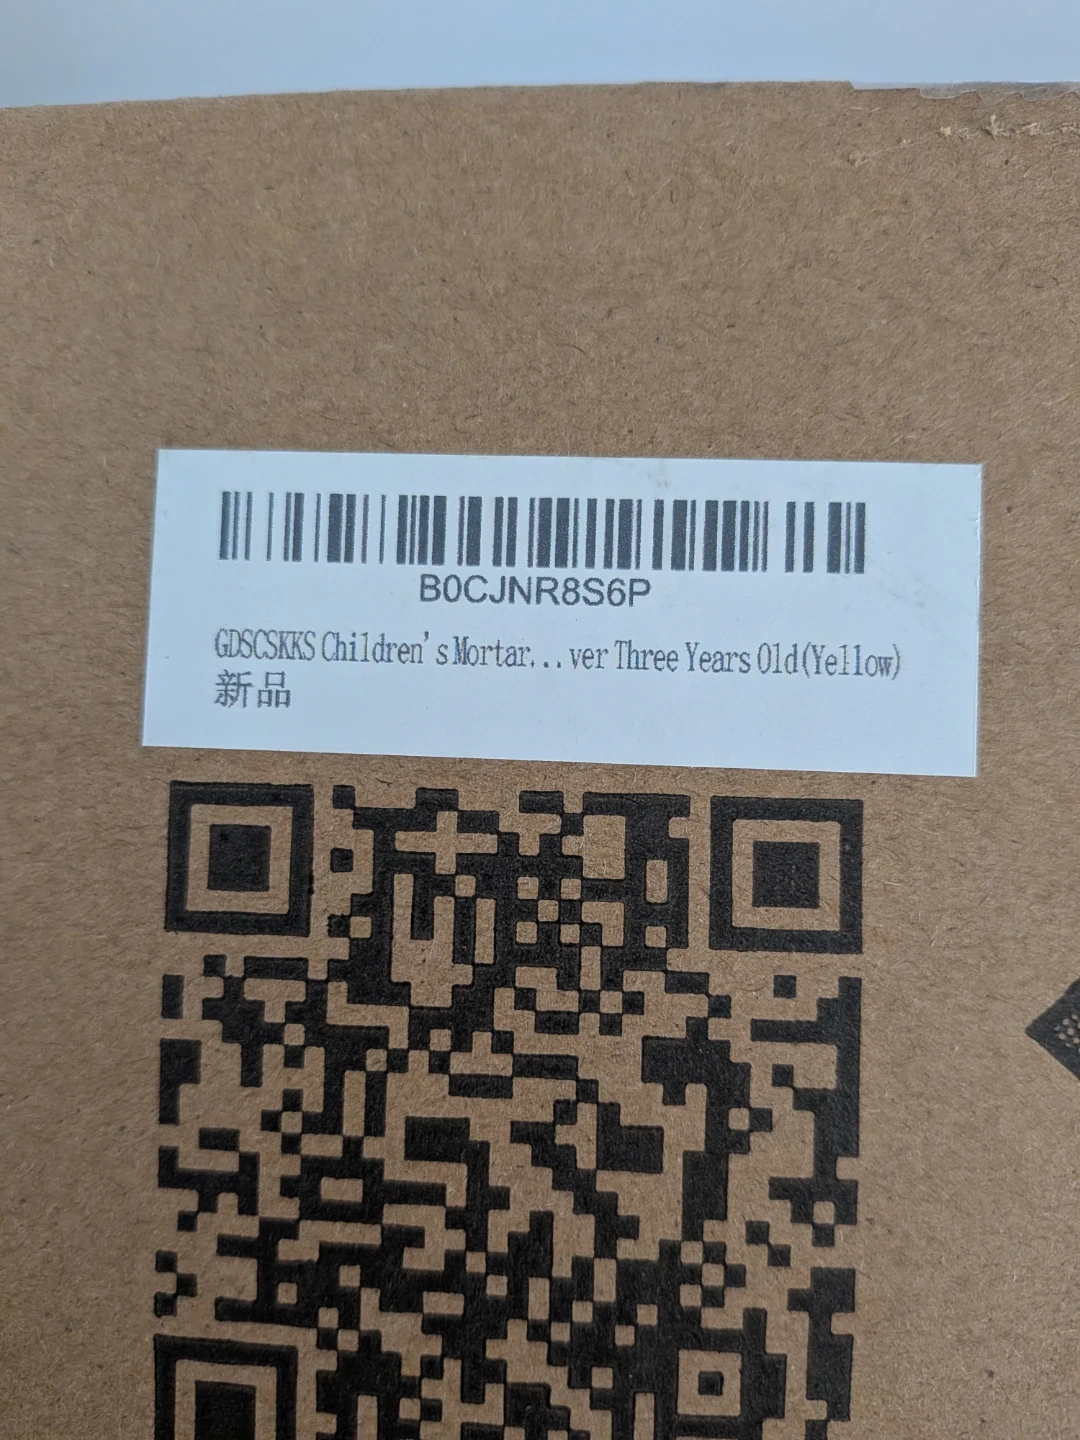 B0CJNR8S6P
GDSCSKKS Children's Mortar...ver Three Years Old(Yellow)
新品